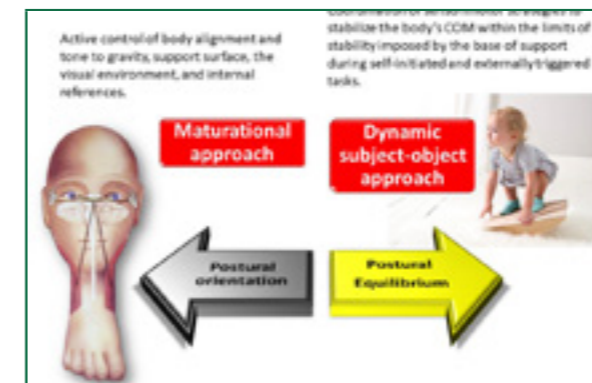 Active control of body alignment and
tone to gravity, support surface, the
visual environment, and internal
references.
stabilize the body's COM within the limits of
stability imposed by the base of support
during self-initiated and externally triggered
tasks.
Maturational
approach
Dynamic
subject-object
approach
Postural
orientation
Postural
Equilibrium